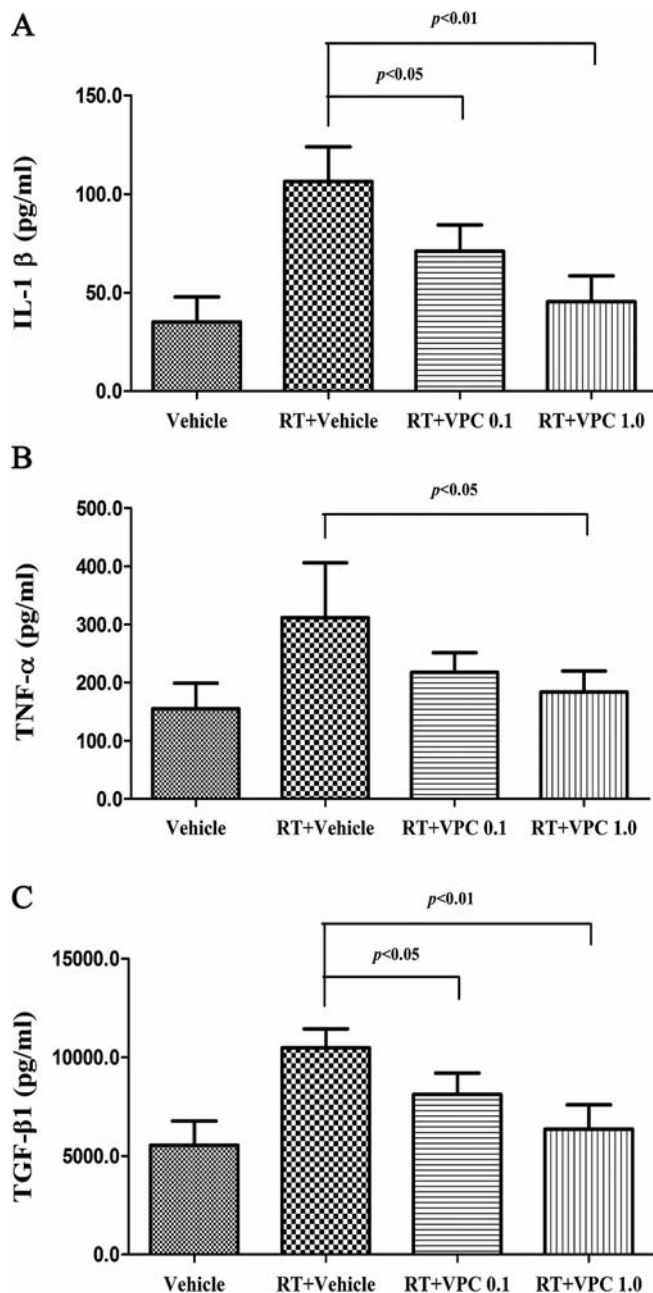 A
p<0.01
p<0.05
150.0
100.0
50.0
0.0
IL-1 β (pg/ml)
Vehicle RT+Vehicle RT+VPC 0.1 RT+VPC 1.0
B
p<0.05
500.0
400.0
300.0
200.0
100.0
0.0
TNF-α (pg/ml)
Vehicle RT+Vehicle RT+VPC 0.1 RT+VPC 1.0
C
p<0.01
p<0.05
15000.0
10000.0
5000.0
0.0
TGF-β1 (pg/ml)
Vehicle RT+Vehicle RT+VPC 0.1 RT+VPC 1.0